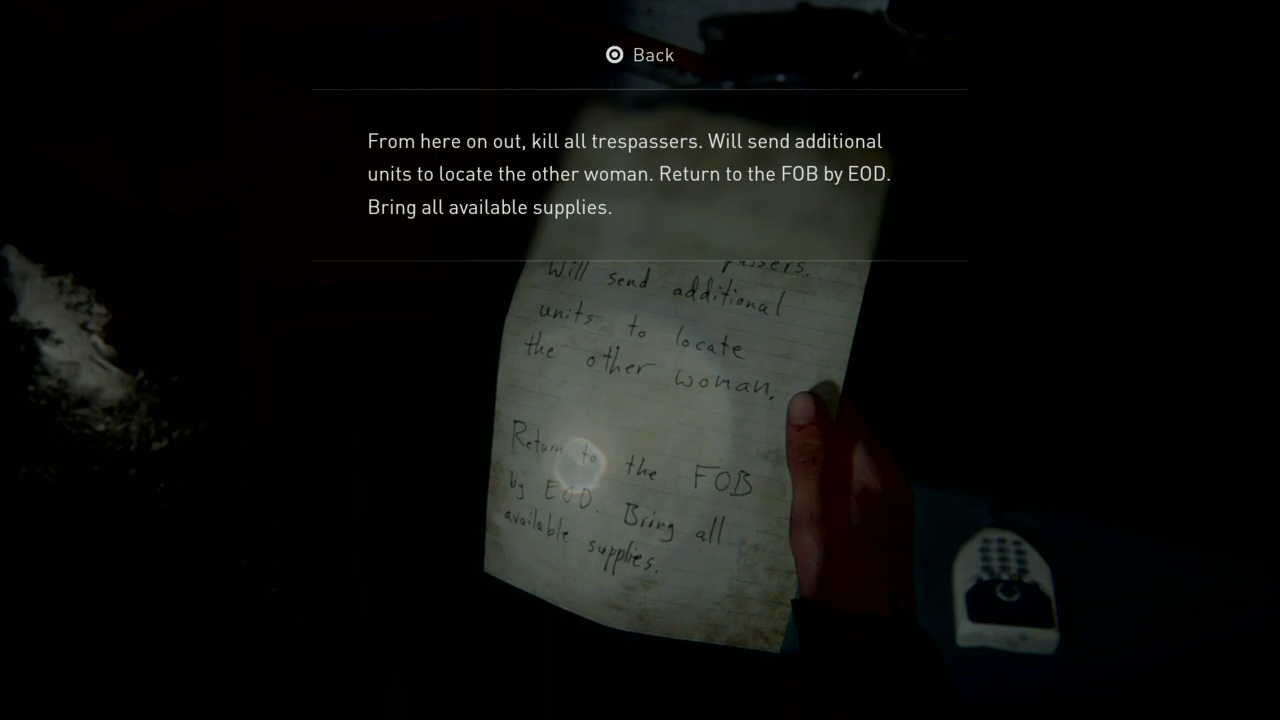 Back
From here on out, kill all trespassers. Will send additional
units to locate the other woman. Return to the FOB by EOD.
Bring all available supplies.
passers.
Will send additional
units to locate
the other woman.
Return to the FOB
by EOD. Bring all
available supplies.